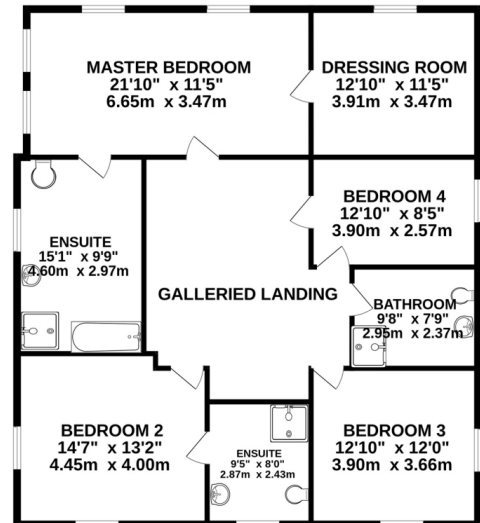 MASTER BEDROOM
21'10" x 11'5"
6.65m x 3.47m
DRESSING ROOM
12'10" x 11'5"
3.91m x 3.47m
BEDROOM 4
12'10" x 8'5"
3.90m x 2.57m
ENSUITE
15'1" x 9'9"
4.60m x 2.97m
GALLERIED LANDING
BATHROOM
9'8" x 7'9"
2.95m x 2.37m
BEDROOM 2
14'7" x 13'2"
4.45m x 4.00m
ENSUITE
9'5" x 8'0"
2.87m x 2.43m
BEDROOM 3
12'10" x 12'0"
3.90m x 3.66m